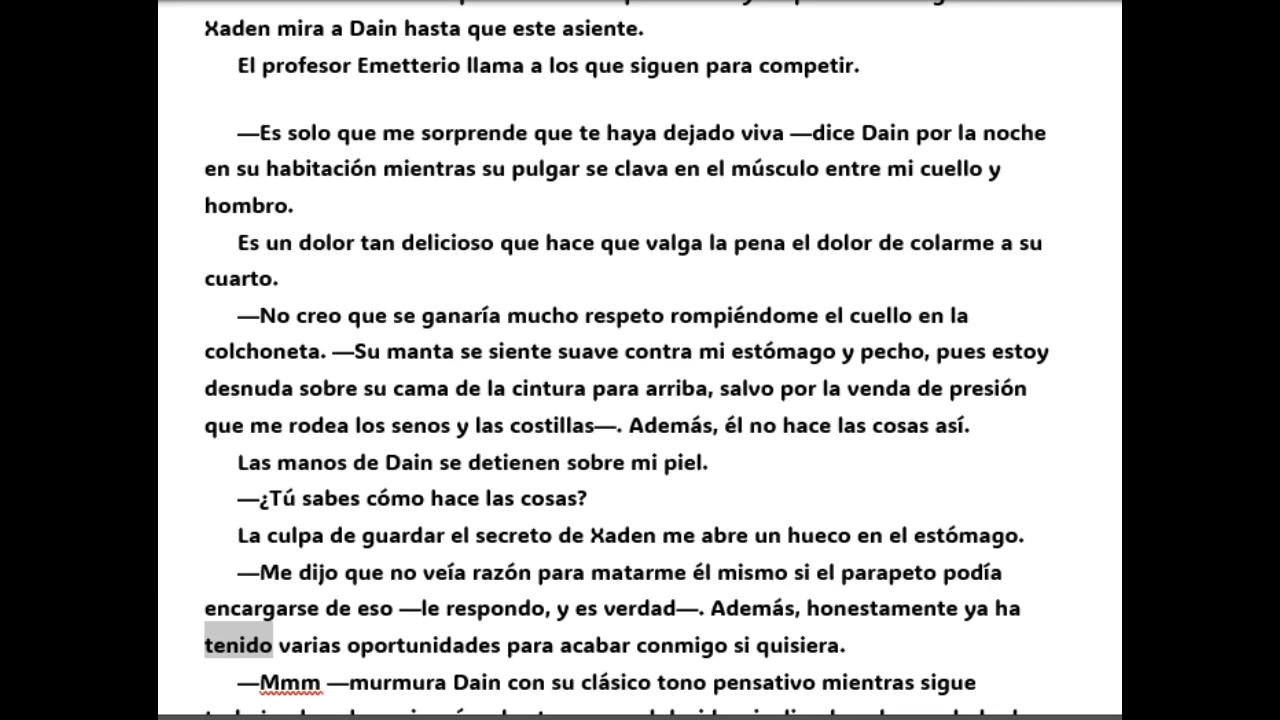 Xaden mira a Dain hasta que este asiente.
El profesor Emetterio llama a los que siguen para competir.
—Es solo que me sorprende que te haya dejado viva —dice Dain por la noche
en su habitación mientras su pulgar se clava en el músculo entre mi cuello y
hombro.
Es un dolor tan delicioso que hace que valga la pena el dolor de colarme a su
cuarto.
—No creo que se ganaría mucho respeto rompiéndome el cuello en la
colchoneta. —Su manta se siente suave contra mi estómago y pecho, pues estoy
desnuda sobre su cama de la cintura para arriba, salvo por la venda de presión
que me rodea los senos y las costillas—. Además, él no hace las cosas así.
Las manos de Dain se detienen sobre mi piel.
—¿Tú sabes cómo hace las cosas?
La culpa de guardar el secreto de Xaden me abre un hueco en el estómago.
—Me dijo que no veía razón para matarme él mismo si el parapeto podía
encargarse de eso —le respondo, y es verdad—. Además, honestamente ya ha
tenido varias oportunidades para acabar conmigo si quisiera.
—Mmm —murmura Dain con su clásico tono pensativo mientras sigue